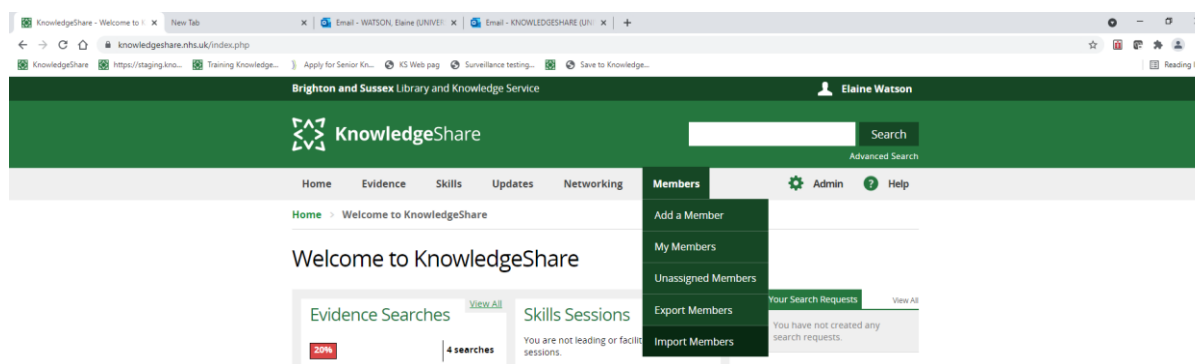 KnowledgeShare - Welcome to K
New Tab
Email - WATSON, Elaine (UNIVER
Email - KNOWLEDGESHARE (UNI
knowledgeshare.nhs.uk/index.php
KnowledgeShare https://staging.kno... Training Knowledge... Apply for Senior Kn... KS Web pag Surveillance testing... Save to Knowledge... Reading l
Brighton and Sussex Library and Knowledge Service
Elaine Watson
KnowledgeShare
Search
Advanced Search
Home Evidence Skills Updates Networking Members Admin Help
Home > Welcome to KnowledgeShare
Add a Member
My Members
Unassigned Members
Export Members
Import Members
Welcome to KnowledgeShare
Evidence Searches
View All
20%
4 searches
Skills Sessions
You are not leading or facilit
sessions.
Your Search Requests
View All
You have not created any
search requests.